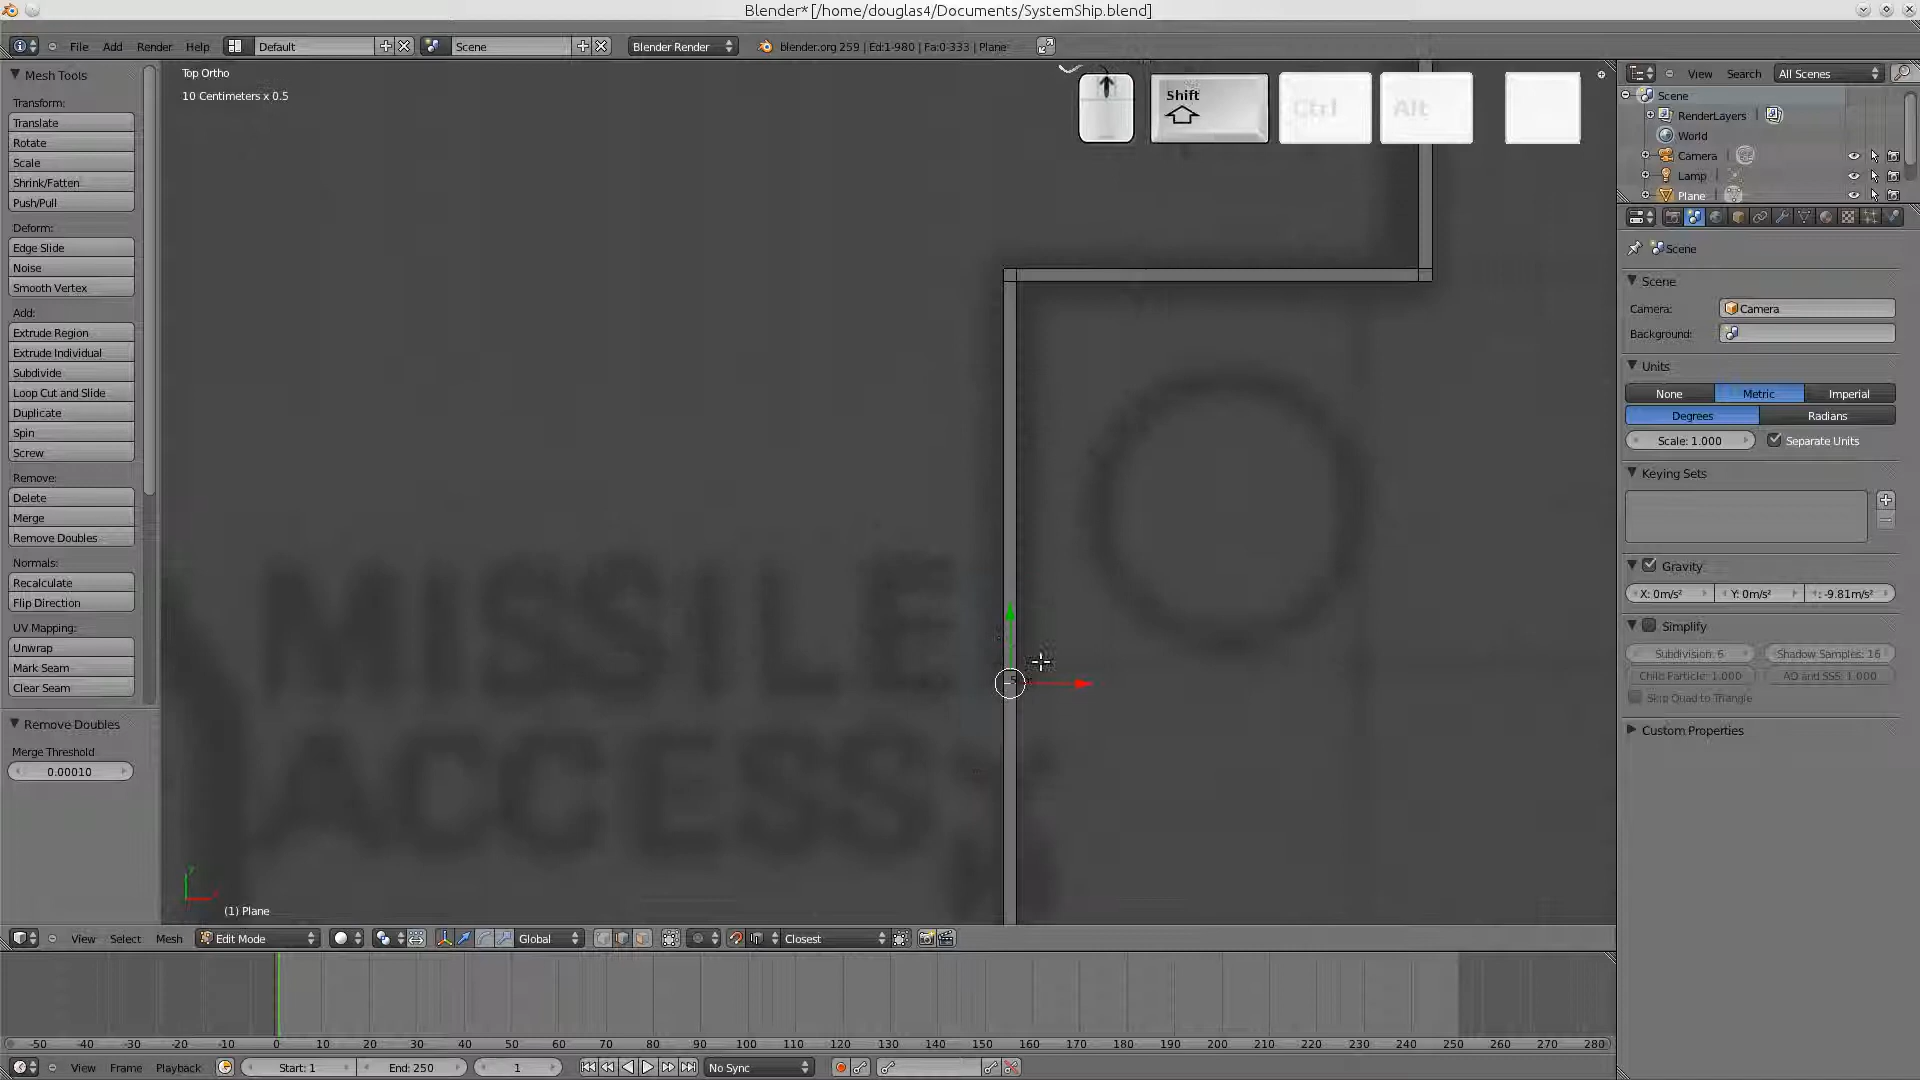 Blender* [/home/douglas4/Documents/SystemShip.blend]
File Add Render Help Default Scene Blender Render blender.org 259 | Ed:1-980 | Fa:0-333 | Plane
Mesh Tools
Transform:
Translate
Rotate
Scale
Shrink/Fatten
Push/Pull
Deform:
Edge Slide
Noise
Smooth Vertex
Add:
Extrude Region
Extrude Individual
Subdivide
Loop Cut and Slide
Duplicate
Spin
Screw
Remove:
Delete
Merge
Remove Doubles
Normals:
Recalculate
Flip Direction
UV Mapping:
Unwrap
Mark Seam
Clear Seam
Remove Doubles
Merge Threshold
0.00010
Top Ortho
10 Centimeters x 0.5
Shift Ctrl Alt
MISSILE
ACCESS
y
(1) Plane
View Select Mesh Edit Mode Global Closest
View Search All Scenes
Scene
RenderLayers
World
Camera
Lamp
Plane
Scene
Scene
Camera: Camera
Background:
Units
None Metric Imperial
Degrees Radians
Scale: 1.000 Separate Units
Keying Sets
Gravity
X: 0m/s² Y: 0m/s² : -9.81m/s²
Simplify
Subdivision: 6 Shadow Samples: 16
Child Particle: 1.000 AO and SSS: 1.000
Skip Quad to Triangle
Custom Properties
-50 -40 -30 -20 -10 0 10 20 30 40 50 60 70 80 90 100 110 120 130 140 150 160 170 180 190 200 210 220 230 240 250 260 270 280
View Frame Playback Start: 1 End: 250 1 No Sync